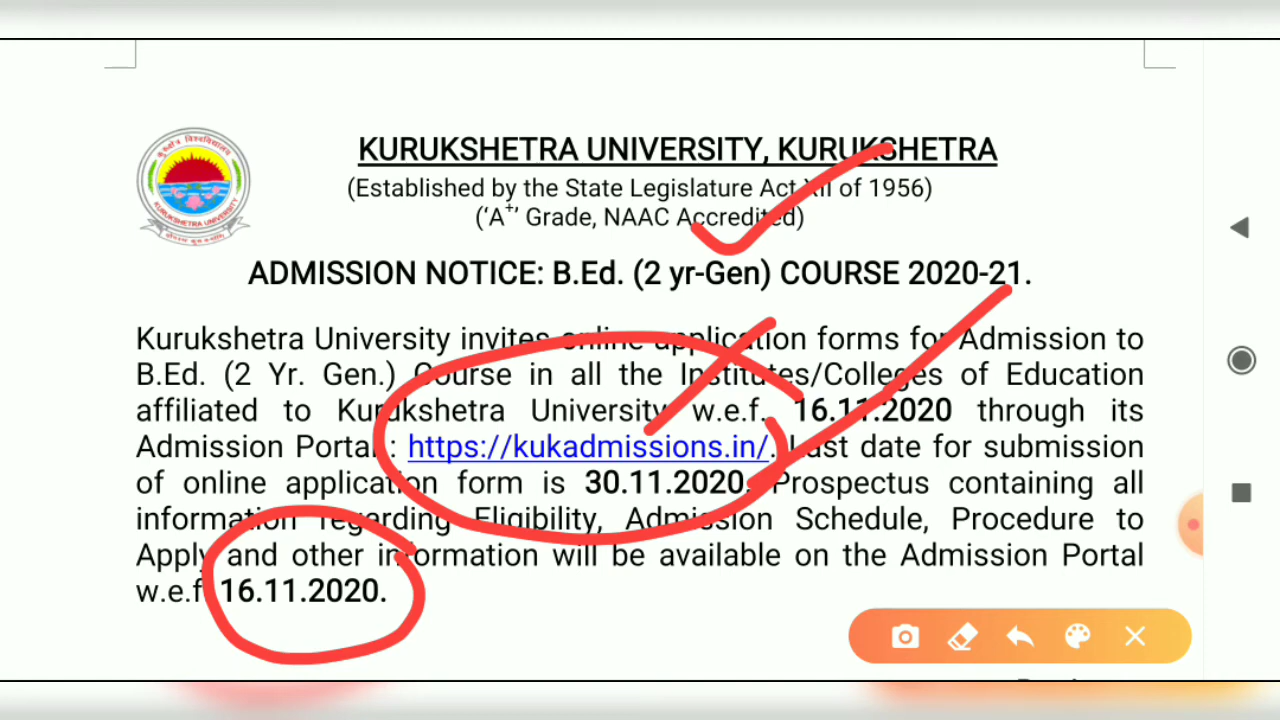 कुरुक्षेत्र विश्वविद्यालय
KURUKSHETRA UNIVERSITY
KURUKSHETRA UNIVERSITY, KURUKSHETRA
(Established by the State Legislature Act XII of 1956)
(‘A+’ Grade, NAAC Accredited)
ADMISSION NOTICE: B.Ed. (2 yr-Gen) COURSE 2020-21.
Kurukshetra University invites online application forms for Admission to
B.Ed. (2 Yr. Gen.) Course in all the Institutes/Colleges of Education
affiliated to Kurukshetra University w.e.f. 16.11.2020 through its
Admission Portal : https://kukadmissions.in/. Last date for submission
of online application form is 30.11.2020. Prospectus containing all
information regarding Eligibility, Admission Schedule, Procedure to
Apply and other information will be available on the Admission Portal
w.e.f. 16.11.2020.